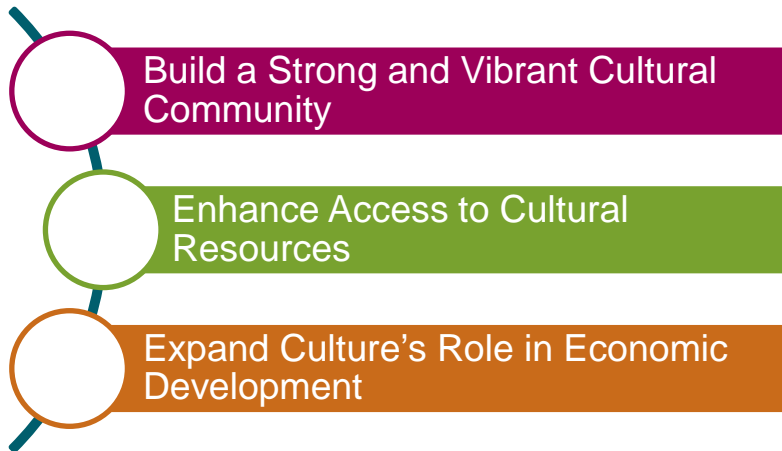 Build a Strong and Vibrant Cultural
Community
Enhance Access to Cultural
Resources
Expand Culture’s Role in Economic
Development